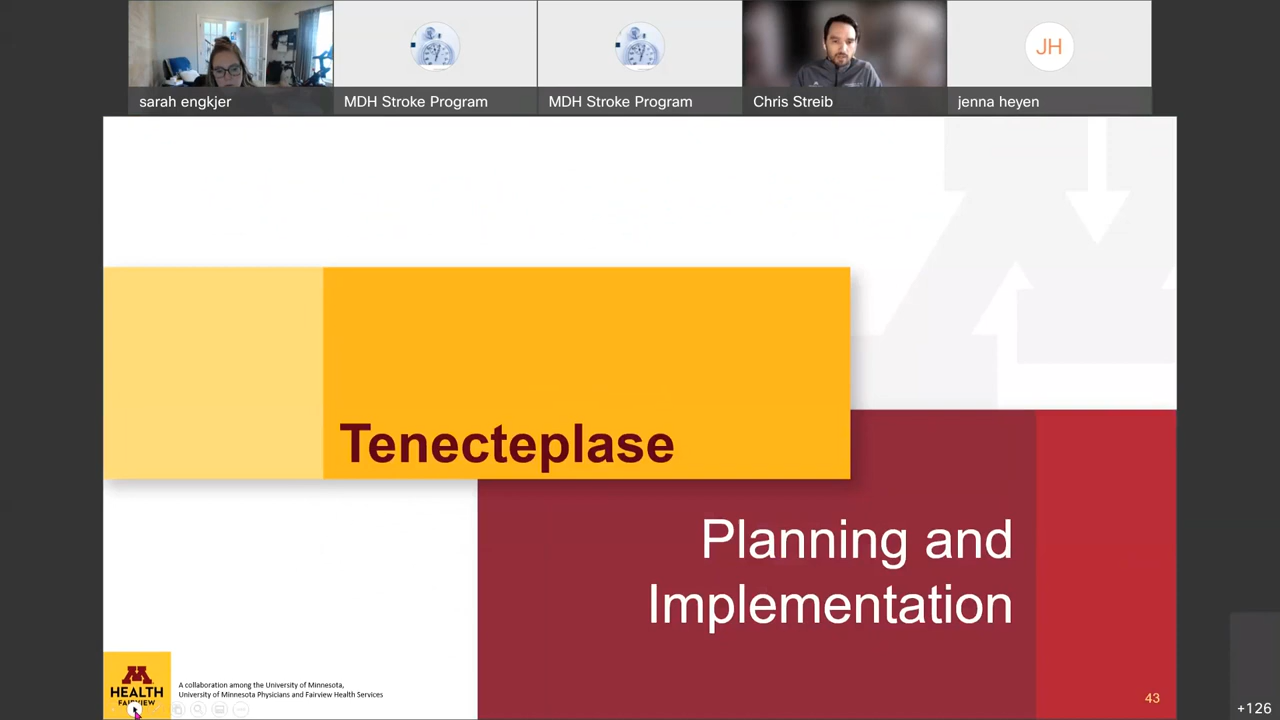 sarah engkjer
MDH Stroke Program
MDH Stroke Program
Chris Streib
JH
jenna heyen
Tenecteplase
Planning and
Implementation
M
HEALTH
FAIRVIEW
A collaboration among the University of Minnesota,
University of Minnesota Physicians and Fairview Health Services
43
+126